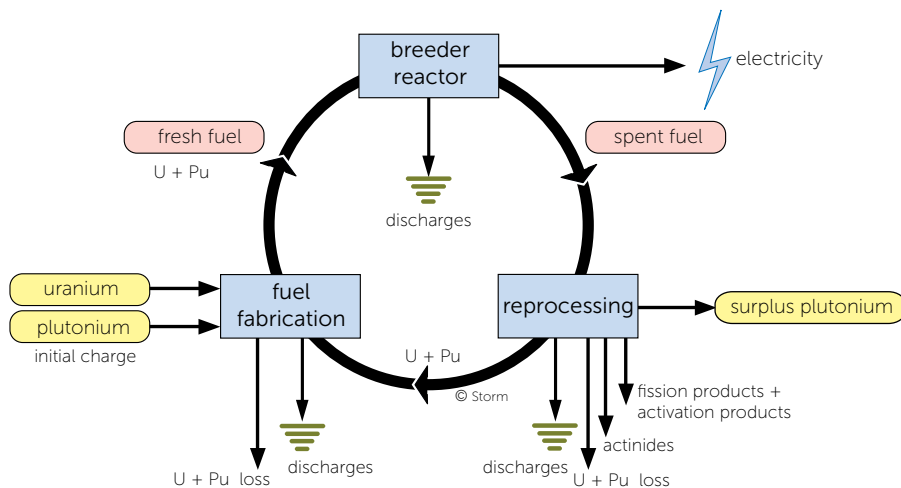 breeder
reactor
electricity
fresh fuel
U + Pu
spent fuel
discharges
uranium
plutonium
initial charge
fuel
fabrication
reprocessing
surplus plutonium
U + Pu
© Storm
fission products +
activation products
actinides
discharges
U + Pu loss
discharges
U + Pu loss